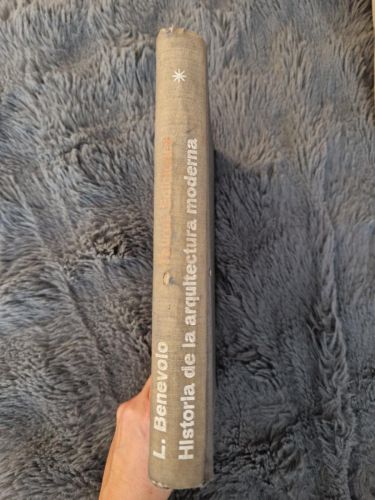 L. Benevolo
Historia de la arquitectura moderna